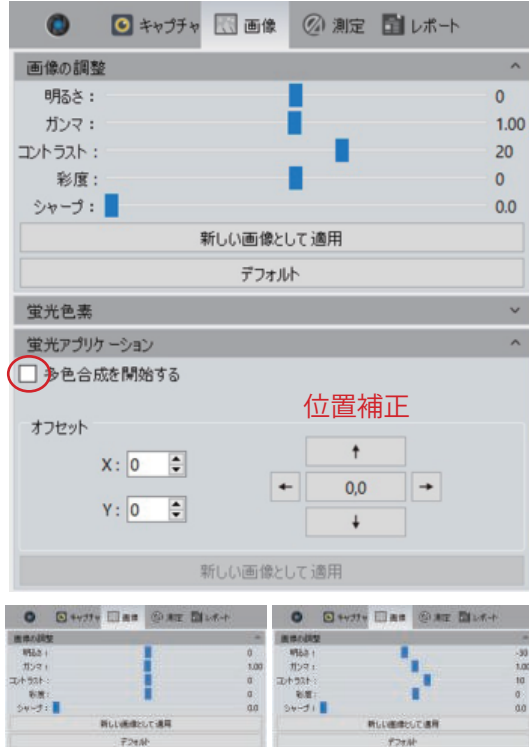 キャプチャ 画像 測定 レポート
画像の調整
明るさ： 0
ガンマ： 1.00
コントラスト： 20
彩度： 0
シャープ： 0.0
新しい画像として適用
デフォルト
蛍光色素
蛍光アプリケーション
多色合成を開始する
位置補正
オフセット
X: 0
Y: 0
↑
← 0,0 →
↓
新しい画像として適用
キャプチャ 画像 測定 レポート
画像の調整
明るさ： 0
ガンマ： 1.00
コントラスト： 0
彩度： 0
シャープ： 0.0
新しい画像として適用
デフォルト
キャプチャ 画像 測定 レポート
画像の調整
明るさ： -30
ガンマ： 1.00
コントラスト： 10
彩度： 0
シャープ： 0.0
新しい画像として適用
デフォルト